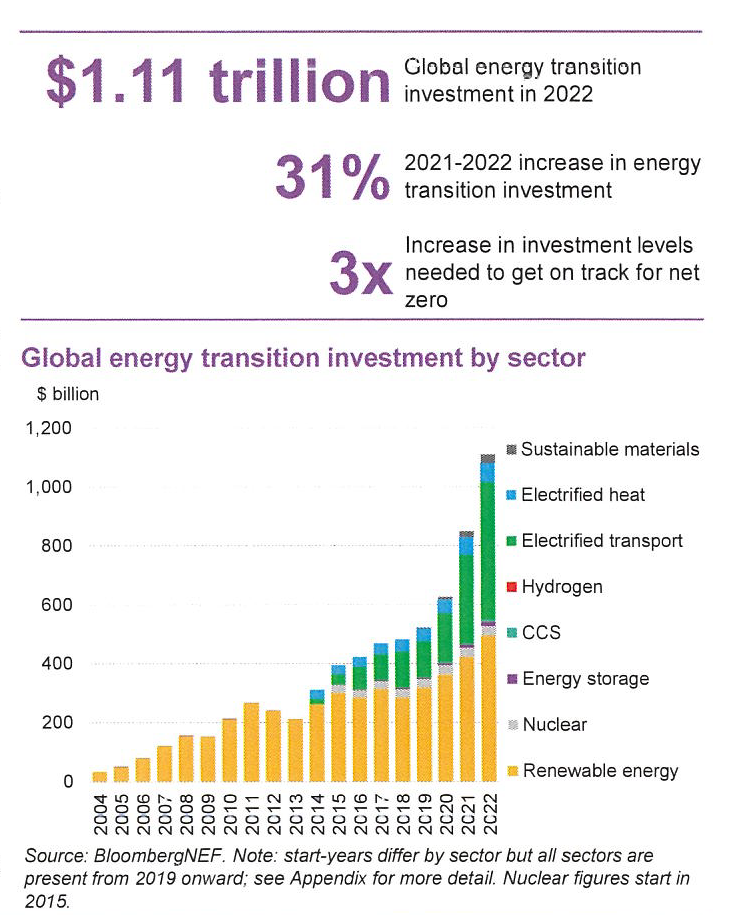 $1.11 trillion
Global energy transition
investment in 2022
31%
2021-2022 increase in energy
transition investment
3x
Increase in investment levels
needed to get on track for net
zero
Global energy transition investment by sector
$ billion
1,200
1,000
800
600
400
200
0
2004
2005
2006
2007
2008
2009
2010
2011
2012
2013
2014
2015
2016
2017
2018
2019
2020
2021
2022
Sustainable materials
Electrified heat
Electrified transport
Hydrogen
CCS
Energy storage
Nuclear
Renewable energy
Source: BloombergNEF. Note: start-years differ by sector but all sectors are
present from 2019 onward; see Appendix for more detail. Nuclear figures start in
2015.